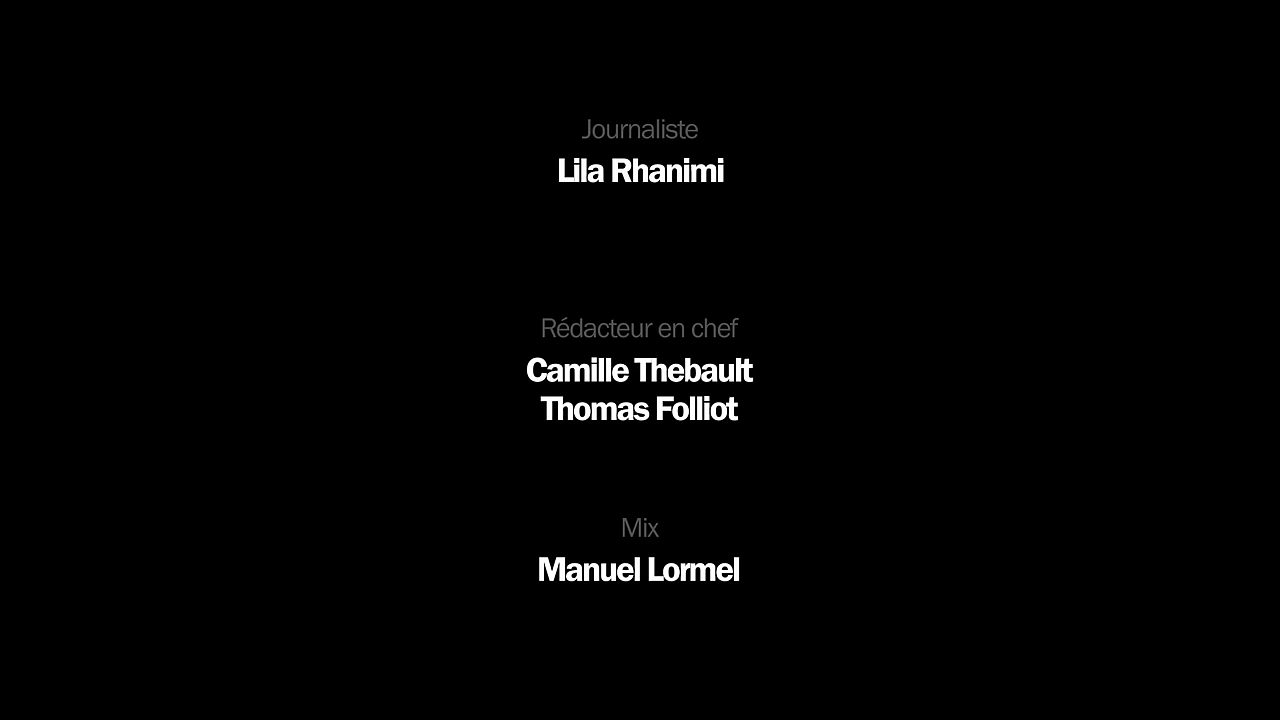 Journaliste
Lila Rhanimi
Rédacteur en chef
Camille Thebault
Thomas Folliot
Mix
Manuel Lormel